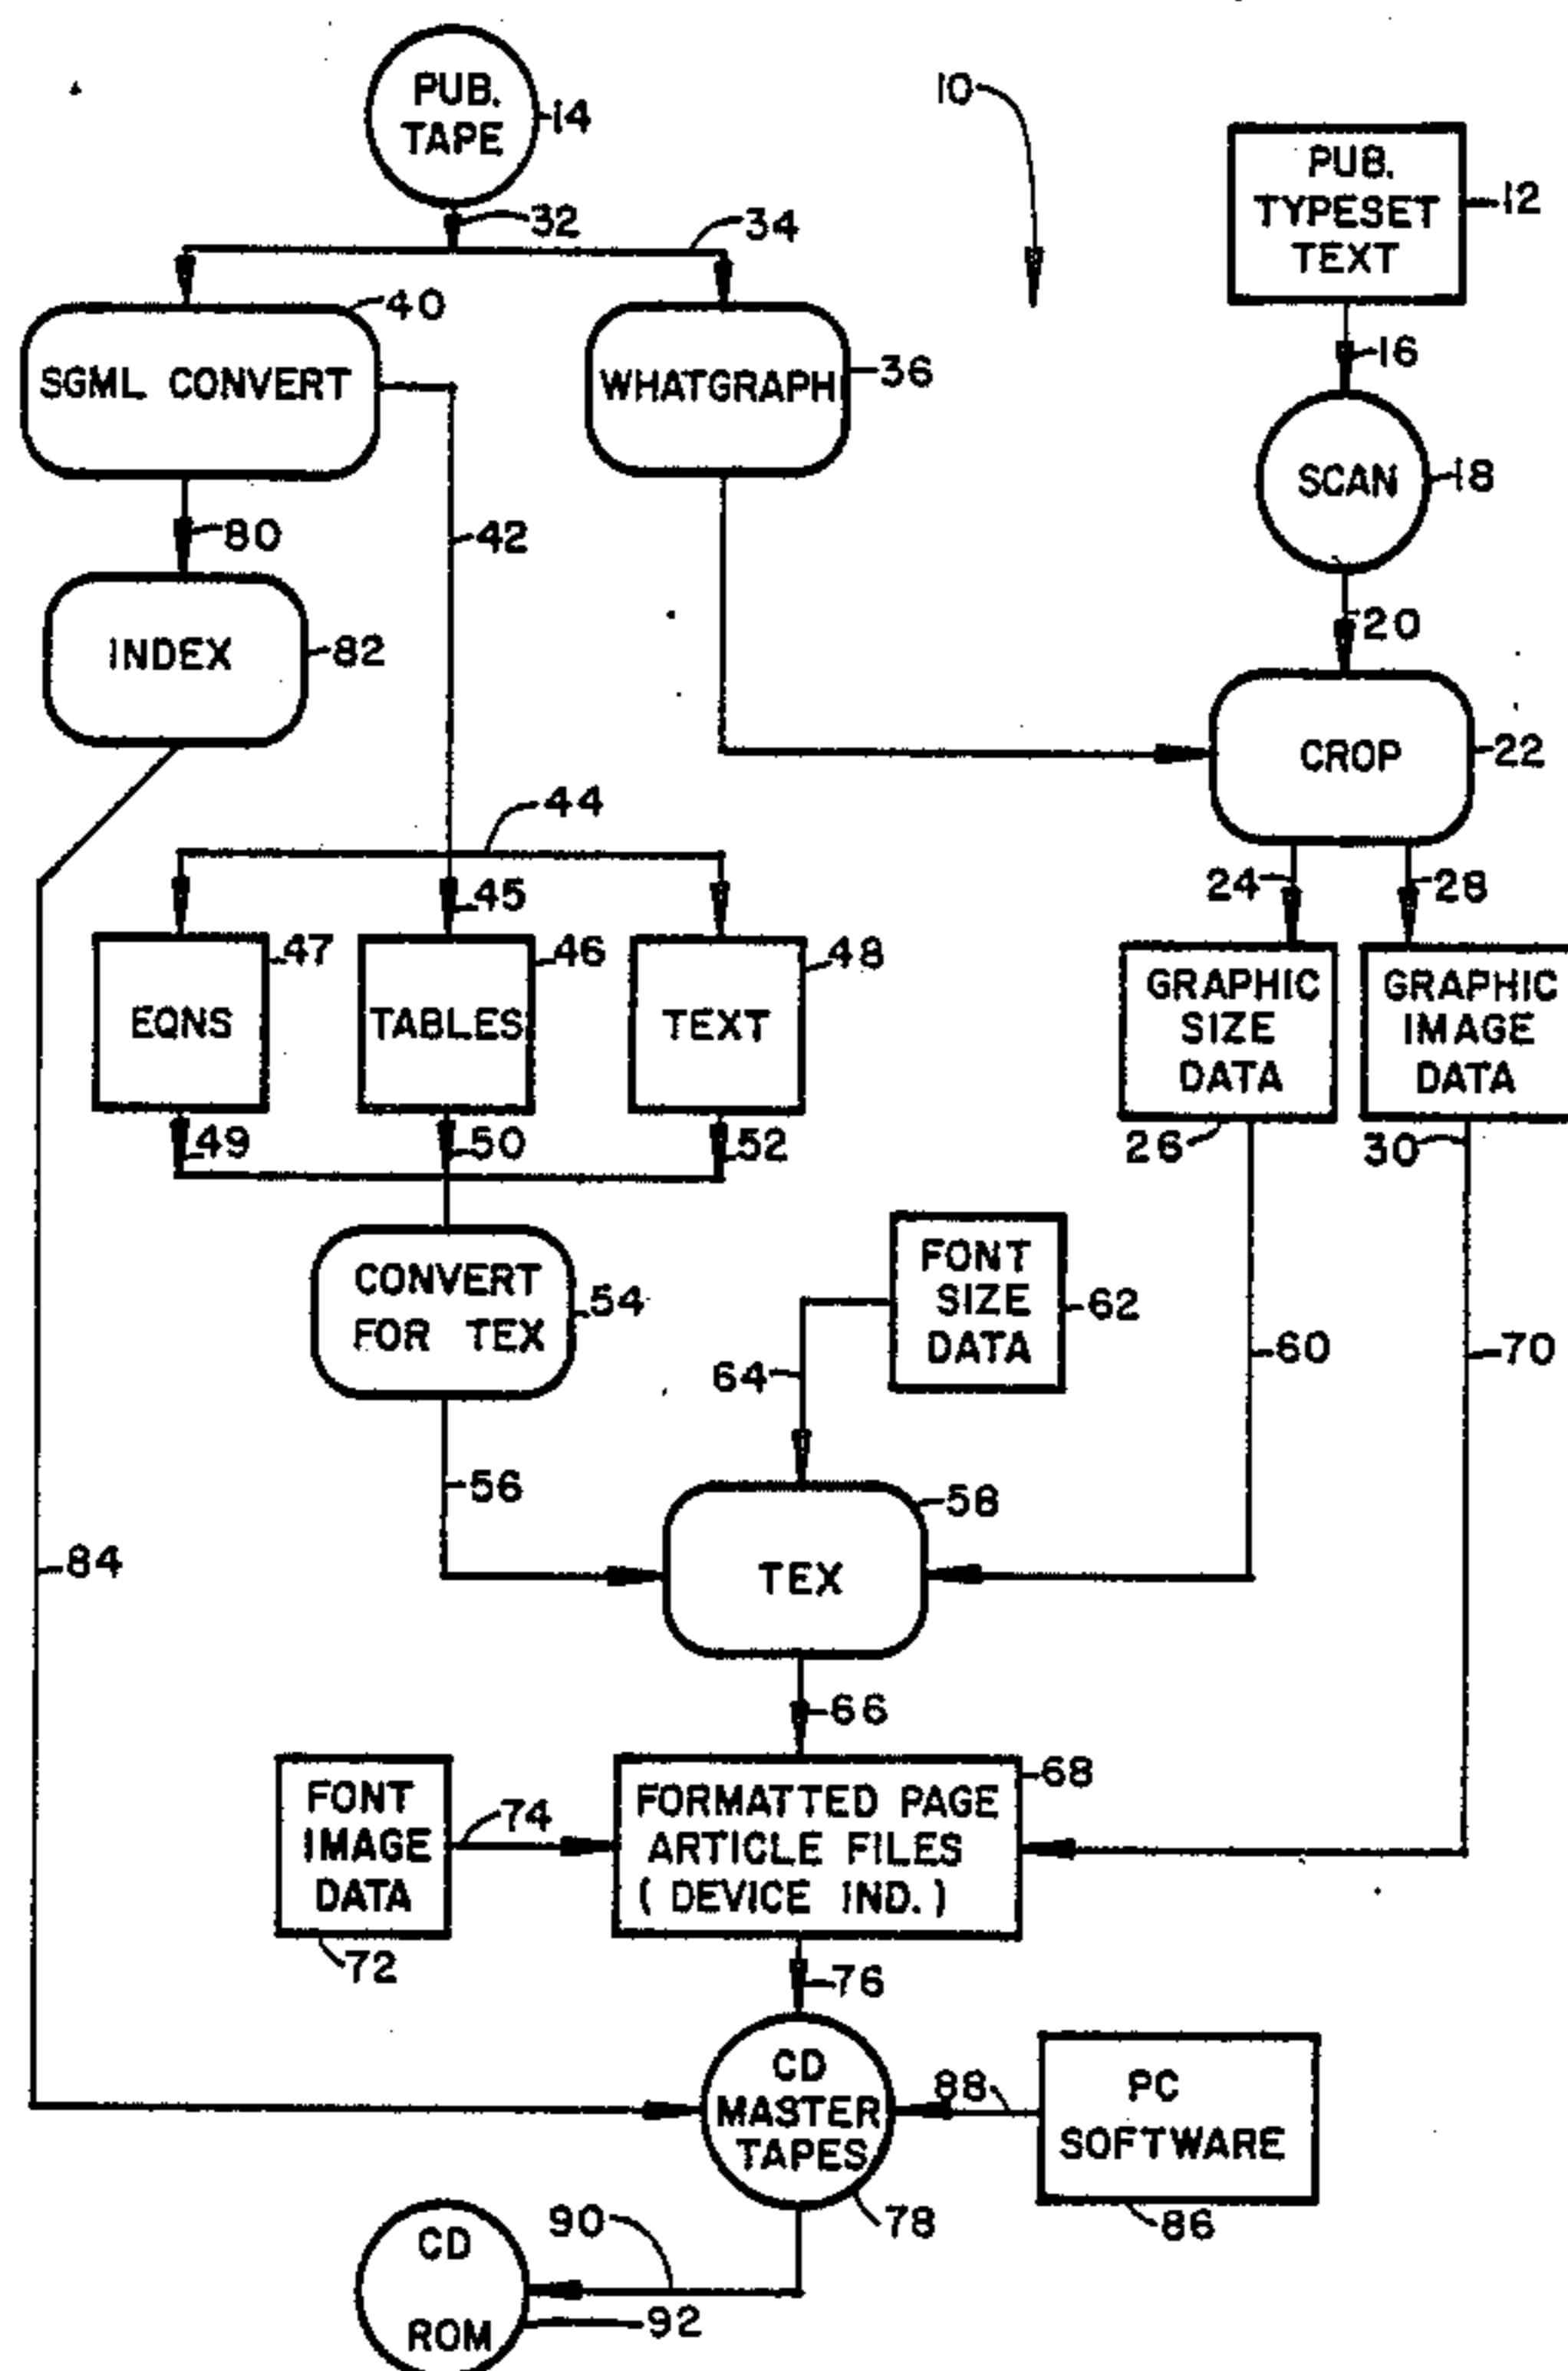 PUB.
TAPE
14
10
PUB.
TYPESET
TEXT
12
32
34
16
40
SGML CONVERT
WHATGRAPH
36
SCAN
18
80
42
20
INDEX
82
CROP
22
44
45
24
28
47
46
48
EQNS
TABLES
TEXT
GRAPHIC
SIZE
DATA
GRAPHIC
IMAGE
DATA
49
50
52
26
30
CONVERT
FOR TEX
54
FONT
SIZE
DATA
62
64
60
70
56
58
TEX
84
66
FONT
IMAGE
DATA
74
FORMATTED PAGE
ARTICLE FILES
( DEVICE IND.)
68
72
76
CD
MASTER
TAPES
88
PC
SOFTWARE
78
86
90
CD
ROM
92